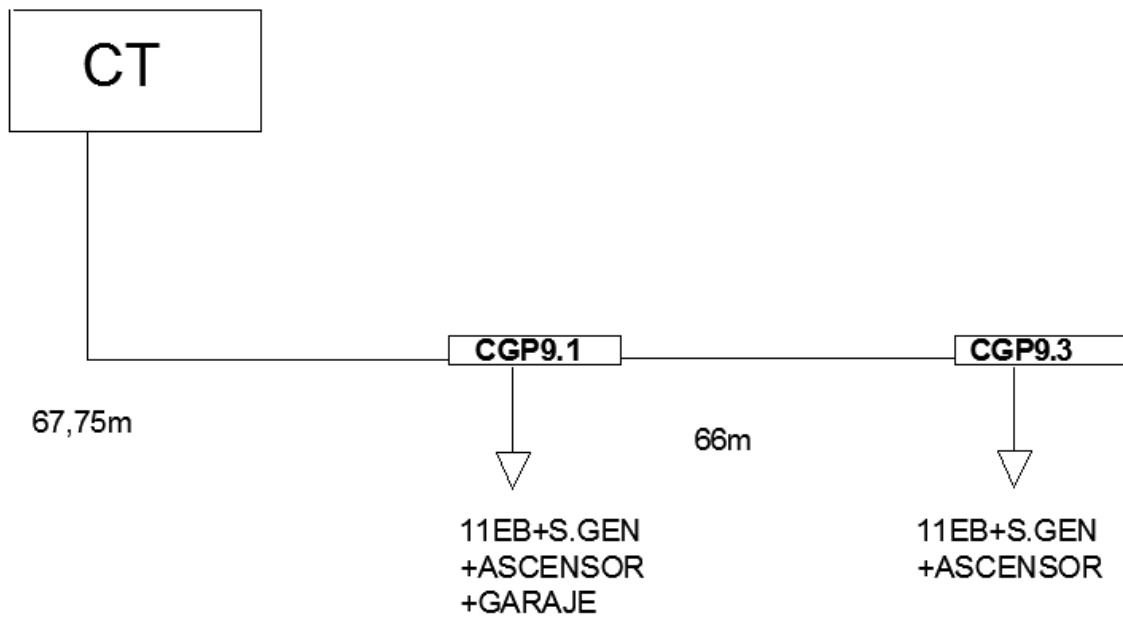 CT
CGP9.1
CGP9.3
67,75m
66m
11EB+S.GEN
+ASCENSOR
+GARAJE
11EB+S.GEN
+ASCENSOR